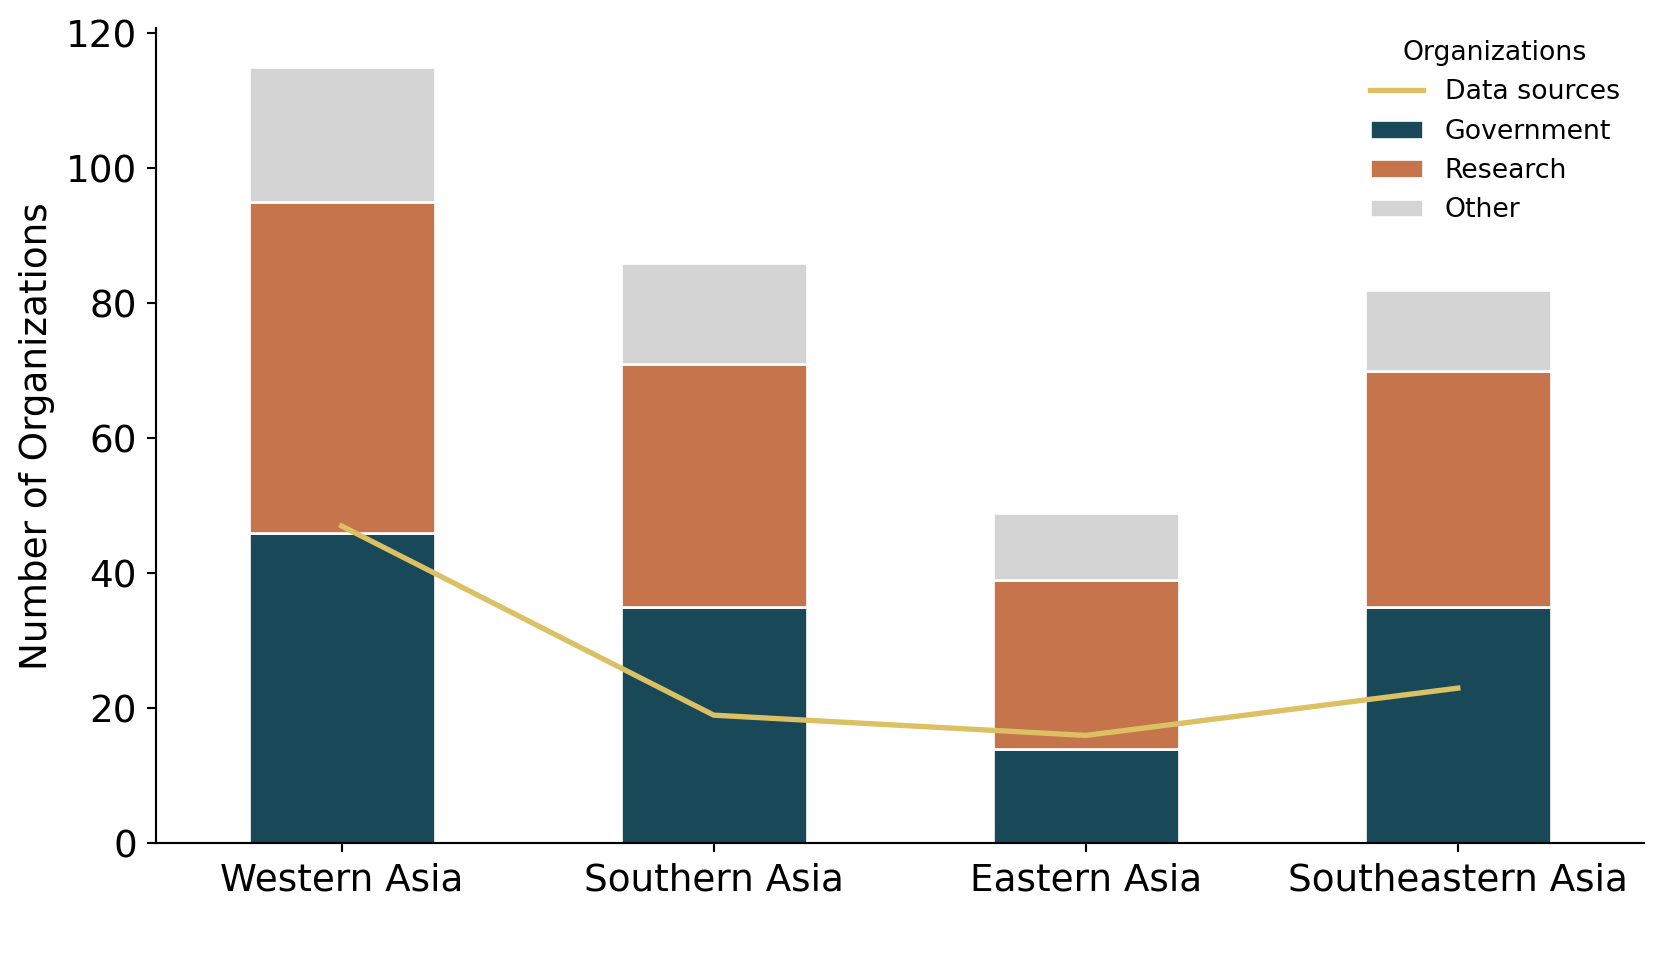 Number of Organizations
120
100
80
60
40
20
0
Organizations
Data sources
Government
Research
Other
Western Asia
Southern Asia
Eastern Asia
Southeastern Asia